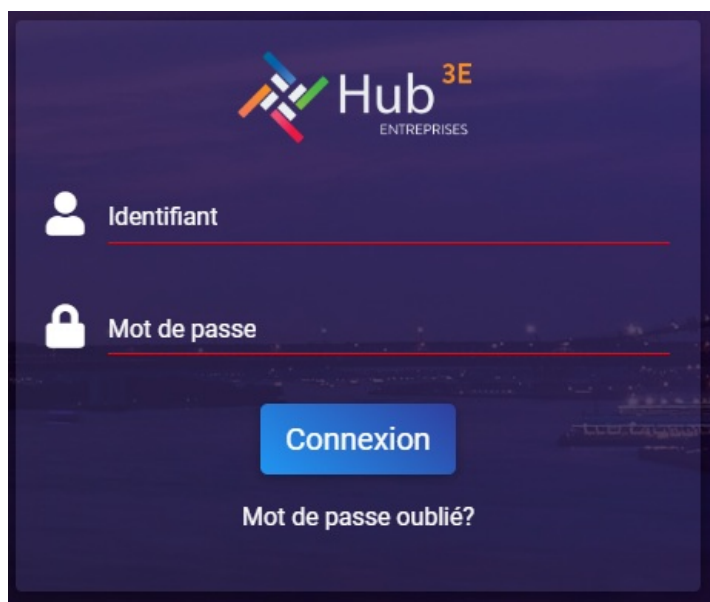 Hub 3E
ENTREPRISES
Identifiant
Mot de passe
Connexion
Mot de passe oublié?